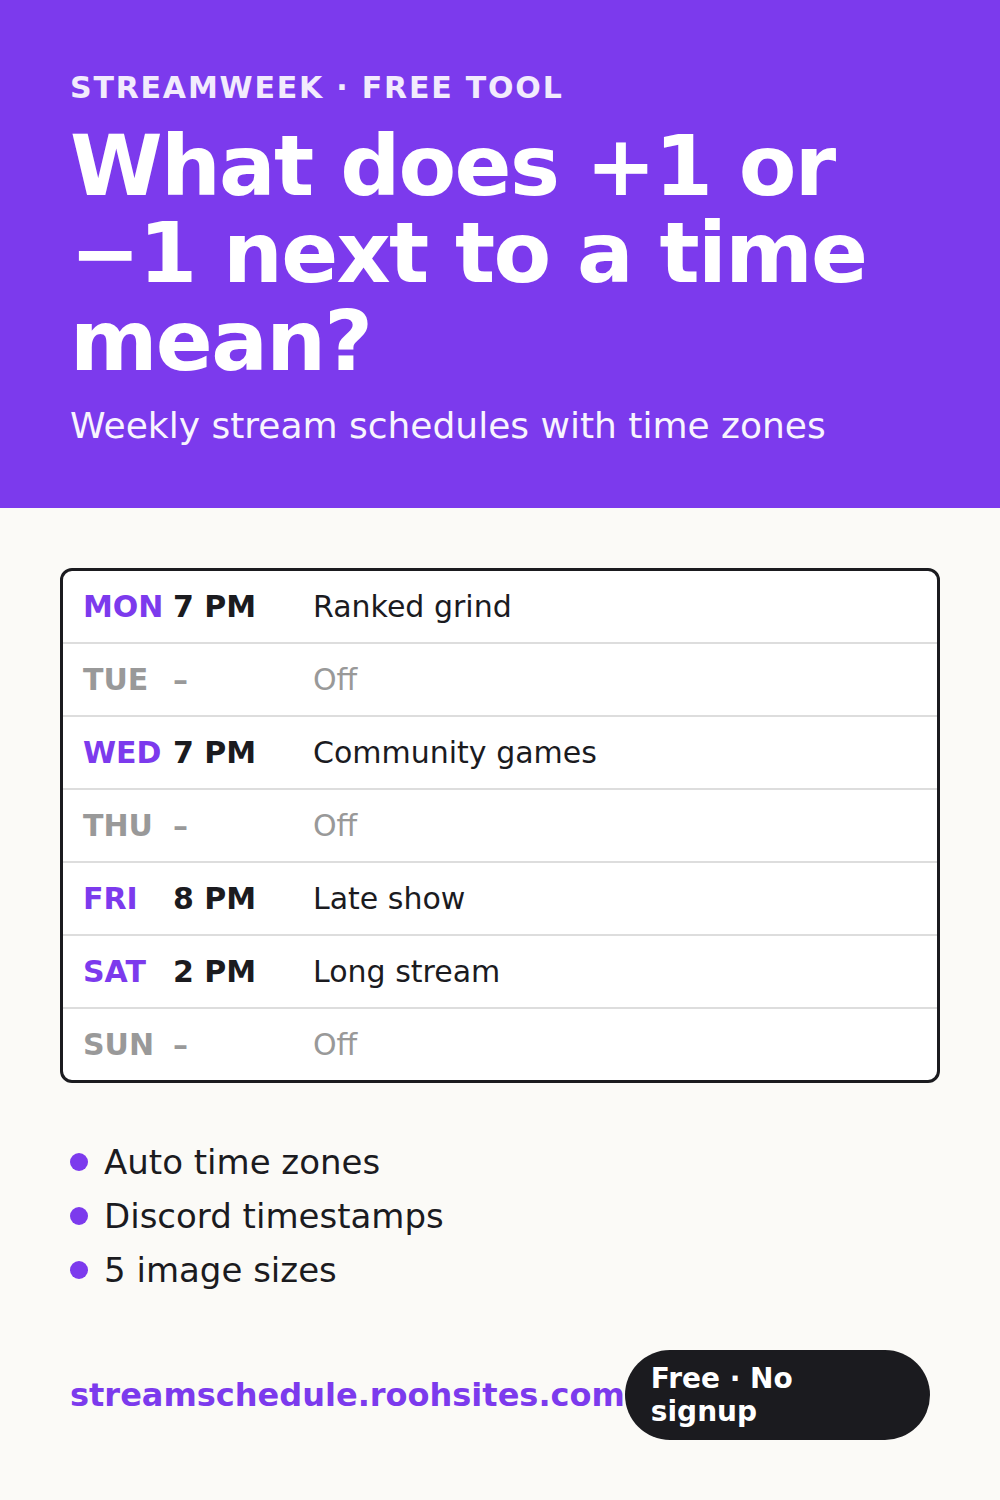 STREAMWEEK · FREE TOOL
What does +1 or
−1 next to a time
mean?
Weekly stream schedules with time zones
MON 7 PM Ranked grind
TUE – Off
WED 7 PM Community games
THU – Off
FRI 8 PM Late show
SAT 2 PM Long stream
SUN – Off
Auto time zones
Discord timestamps
5 image sizes
streamschedule.roohsites.com
Free · No
signup